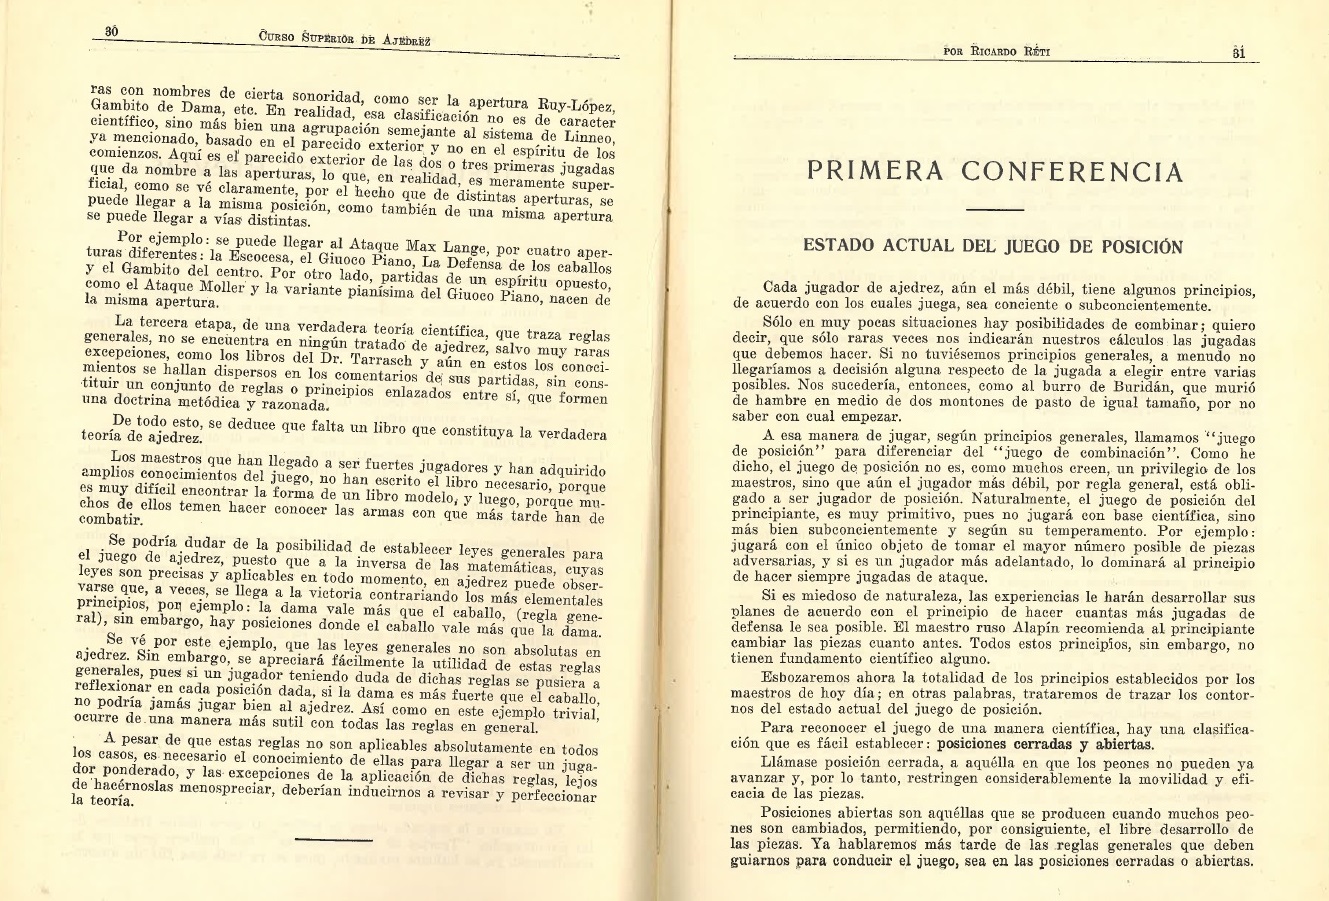 30
CURSO SUPERIOR DE AJEDREZ
ras con nombres de cierta sonoridad, como ser la apertura Ruy-López,
Gambito de Dama, etc. En realidad, esa clasificación no es de caracter
científico, sino más bien una agrupación semejante al sistema de Linneo,
ya mencionado, basado en el parecido exterior y no en el espíritu de los
comienzos. Aquí es el parecido exterior de las dos o tres primeras jugadas
que da nombre a las aperturas, lo que, en realidad, es meramente super-
ficial, como se vé claramente, por el hecho que de distintas aperturas, se
puede llegar a la misma posición, como también de una misma apertura
se puede llegar a vías distintas.
Por ejemplo: se puede llegar al Ataque Max Lange, por cuatro aper-
turas diferentes: la Escocesa, el Giuoco Piano, La Defensa de los caballos
y el Gambito del centro. Por otro lado, partidas de un espíritu opuesto,
como el Ataque Moller y la variante pianísima del Giuoco Piano, nacen de
la misma apertura.
La tercera etapa, de una verdadera teoría científica, que traza reglas
generales, no se encuentra en ningún tratado de ajedrez, salvo muy raras
excepciones, como los libros del Dr. Tarrasch y aún en estos los conoci-
mientos se hallan dispersos en los comentarios de sus partidas, sin cons-
tituir un conjunto de reglas o principios enlazados entre sí, que formen
una doctrina metódica y razonada.
De todo esto, se deduce que falta un libro que constituya la verdadera
teoría de ajedrez.
Los maestros que han llegado a ser fuertes jugadores y han adquirido
amplios conocimientos del juego, no han escrito el libro necesario, porque
es muy difícil encontrar la forma de un libro modelo, y luego, porque mu-
chos de ellos temen hacer conocer las armas con que más tarde han de
combatir.
Se podría dudar de la posibilidad de establecer leyes generales para
el juego de ajedrez, puesto que a la inversa de las matemáticas, cuyas
leyes son precisas y aplicables en todo momento, en ajedrez puede obser-
varse que, a veces, se llega a la victoria contrariando los más elementales
principios, por ejemplo: la dama vale más que el caballo, (regla gene-
ral), sin embargo, hay posiciones donde el caballo vale más que la dama.
Se vé por este ejemplo, que las leyes generales no son absolutas en
ajedrez. Sin embargo, se apreciará fácilmente la utilidad de estas reglas
generales, pues si un jugador teniendo duda de dichas reglas se pusiera a
reflexionar en cada posición dada, si la dama es más fuerte que el caballo,
no podría jamás jugar bien al ajedrez. Así como en este ejemplo trivial,
ocurre de una manera más sutil con todas las reglas en general.
A pesar de que estas reglas no son aplicables absolutamente en todos
los casos, es necesario el conocimiento de ellas para llegar a ser un juga-
dor ponderado, y las excepciones de la aplicación de dichas reglas, lejos
de hacérnoslas menospreciar, deberían inducirnos a revisar y perfeccionar
la teoría.
POR RICARDO RÉTI
31
PRIMERA CONFERENCIA
ESTADO ACTUAL DEL JUEGO DE POSICIÓN
Cada jugador de ajedrez, aún el más débil, tiene algunos principios,
de acuerdo con los cuales juega, sea conciente o subconcientemente.
Sólo en muy pocas situaciones hay posibilidades de combinar; quiero
decir, que sólo raras veces nos indicarán nuestros cálculos las jugadas
que debemos hacer. Si no tuviésemos principios generales, a menudo no
llegaríamos a decisión alguna respecto de la jugada a elegir entre varias
posibles. Nos sucedería, entonces, como al burro de Buridán, que murió
de hambre en medio de dos montones de pasto de igual tamaño, por no
saber con cual empezar.
A esa manera de jugar, según principios generales, llamamos "juego
de posición" para diferenciar del "juego de combinación". Como he
dicho, el juego de posición no es, como muchos creen, un privilegio de los
maestros, sino que aún el jugador más débil, por regla general, está obli-
gado a ser jugador de posición. Naturalmente, el juego de posición del
principiante, es muy primitivo, pues no jugará con base científica, sino
más bien subconcientemente y según su temperamento. Por ejemplo:
jugará con el único objeto de tomar el mayor número posible de piezas
adversarias, y si es un jugador más adelantado, lo dominará al principio
de hacer siempre jugadas de ataque.
Si es miedoso de naturaleza, las experiencias le harán desarrollar sus
planes de acuerdo con el principio de hacer cuantas más jugadas de
defensa le sea posible. El maestro ruso Alapín recomienda al principiante
cambiar las piezas cuanto antes. Todos estos principios, sin embargo, no
tienen fundamento científico alguno.
Esbozaremos ahora la totalidad de los principios establecidos por los
maestros de hoy día; en otras palabras, trataremos de trazar los contor-
nos del estado actual del juego de posición.
Para reconocer el juego de una manera científica, hay una clasifica-
ción que es fácil establecer: posiciones cerradas y abiertas.
Llámase posición cerrada, a aquélla en que los peones no pueden ya
avanzar y, por lo tanto, restringen considerablemente la movilidad y efi-
cacia de las piezas.
Posiciones abiertas son aquéllas que se producen cuando muchos peo-
nes son cambiados, permitiendo, por consiguiente, el libre desarrollo de
las piezas. Ya hablaremos más tarde de las reglas generales que deben
guiarnos para conducir el juego, sea en las posiciones cerradas o abiertas.